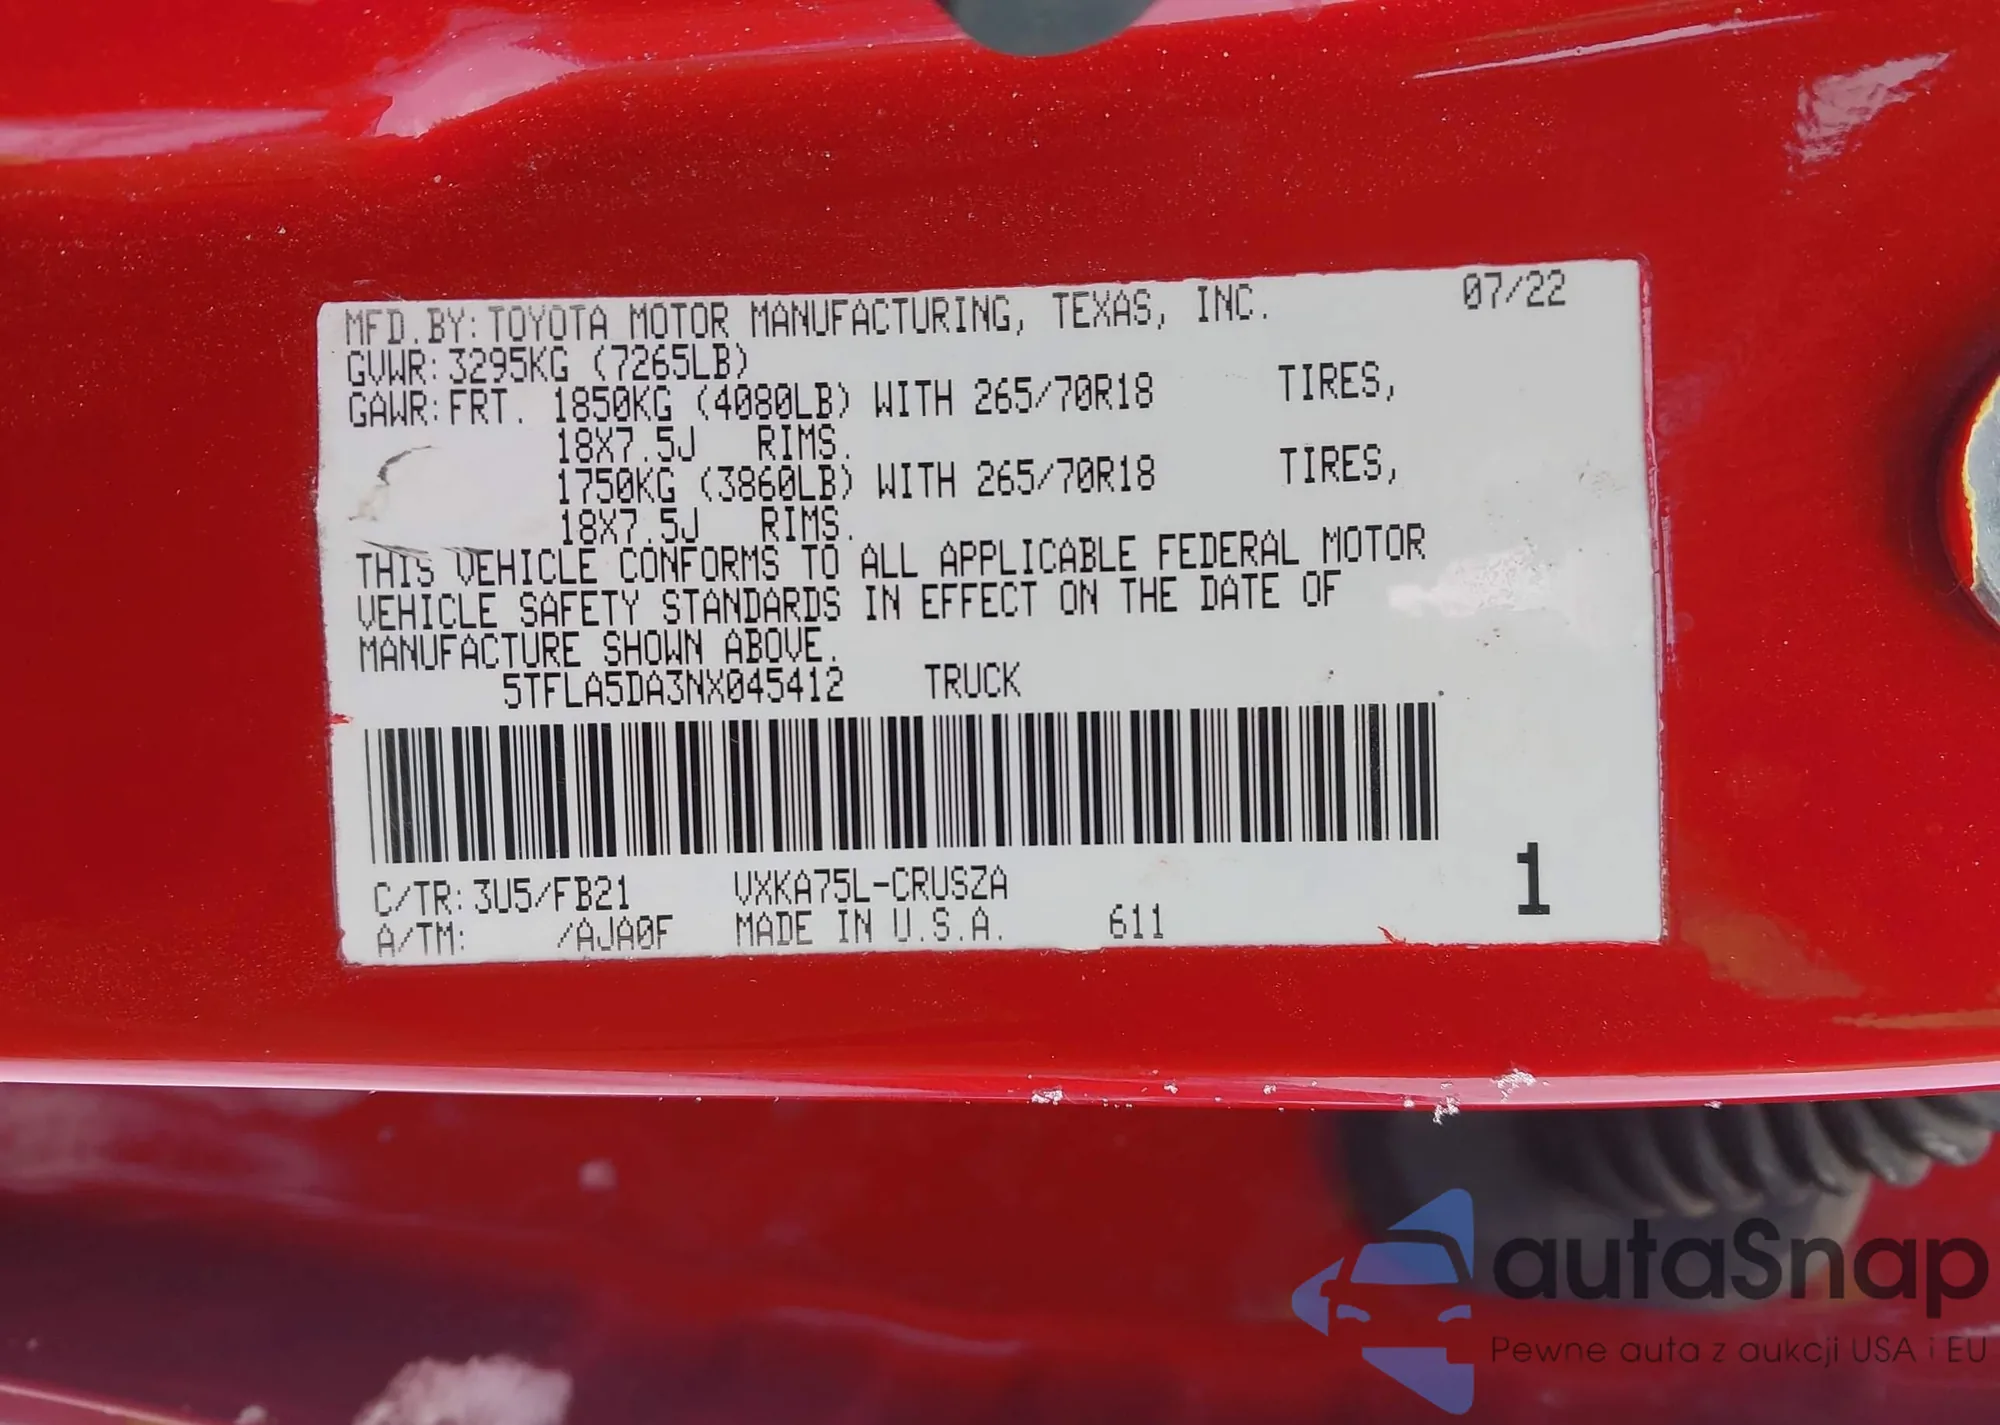 MFD.BY:TOYOTA MOTOR MANUFACTURING, TEXAS, INC. 07/22
GVWR:3295KG (7265LB)
GAWR:FRT. 1850KG (4080LB) WITH 265/70R18 TIRES,
18X7.5J RIMS.
1750KG (3860LB) WITH 265/70R18 TIRES,
18X7.5J RIMS.
THIS VEHICLE CONFORMS TO ALL APPLICABLE FEDERAL MOTOR
VEHICLE SAFETY STANDARDS IN EFFECT ON THE DATE OF
MANUFACTURE SHOWN ABOVE.
5TFLA5DA3NX045412 TRUCK
C/TR:3U5/FB21 VXKA75L-CRUSZA
A/TM: /AJA0F MADE IN U.S.A. 611
1
autaSnap
Pewne auta z aukcji USA i EU